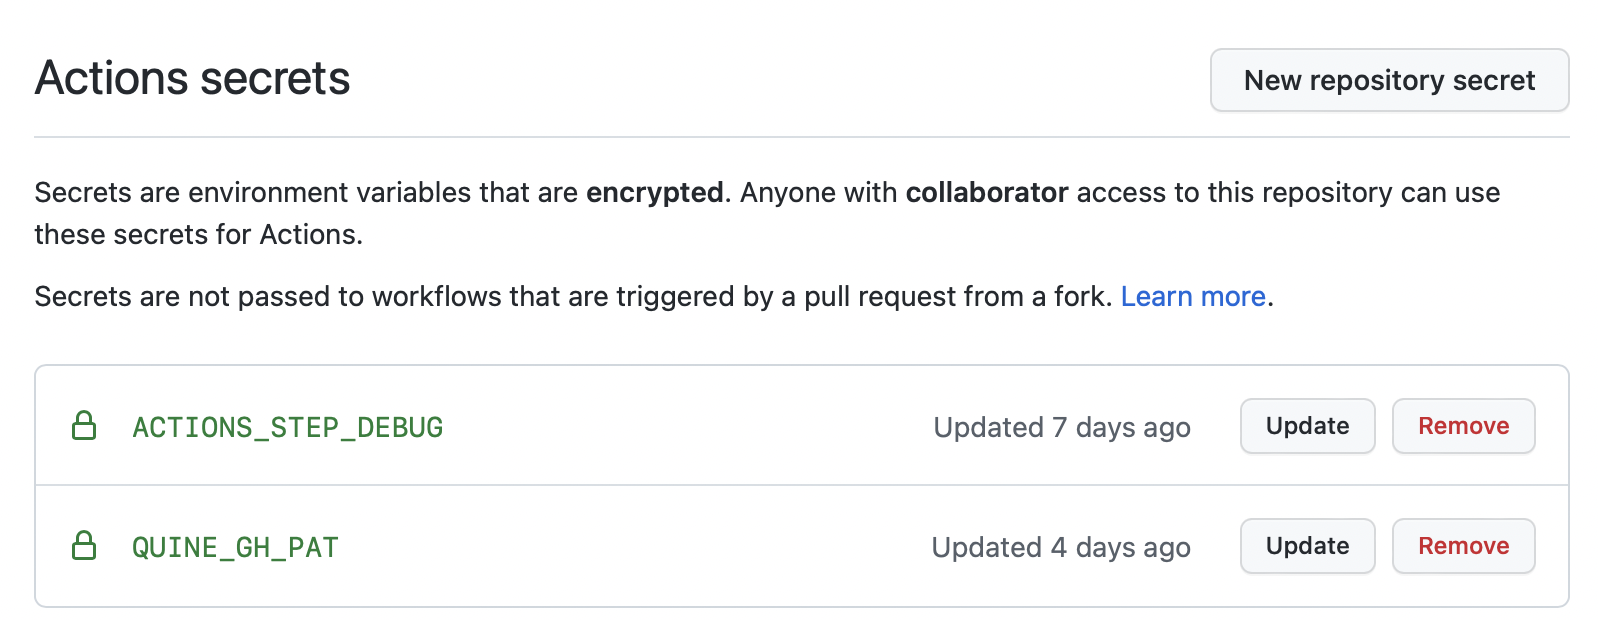 Actions secrets
New repository secret
Secrets are environment variables that are encrypted. Anyone with collaborator access to this repository can use
these secrets for Actions.
Secrets are not passed to workflows that are triggered by a pull request from a fork. Learn more.
ACTIONS_STEP_DEBUG Updated 7 days ago Update Remove
QUINE_GH_PAT Updated 4 days ago Update Remove